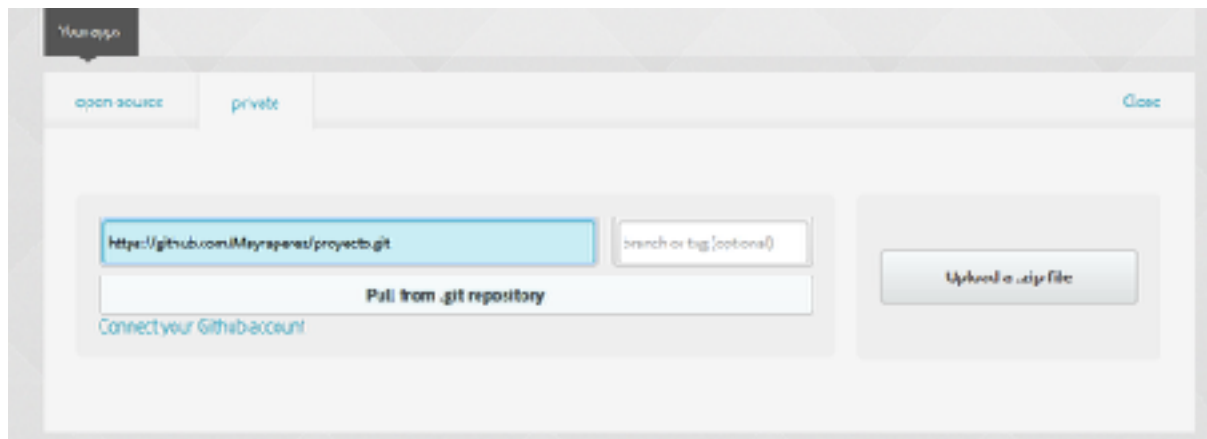 Your apps
open-source
private
Close
https://github.com/Mayraperez/proyecto.git
branch or tag (optional)
Pull from .git repository
Upload a .zip file
Connect your Github account